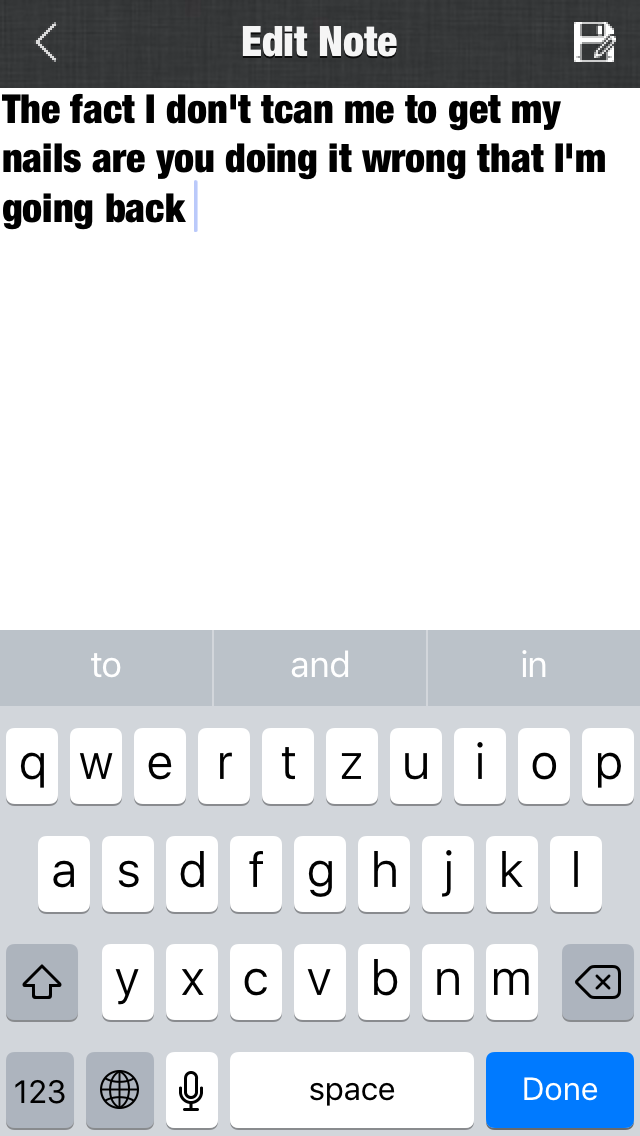 Edit Note
The fact I don't tcan me to get my
nails are you doing it wrong that I'm
going back
to and in
q w e r t z u i o p
a s d f g h j k l
y x c v b n m
123 space Done